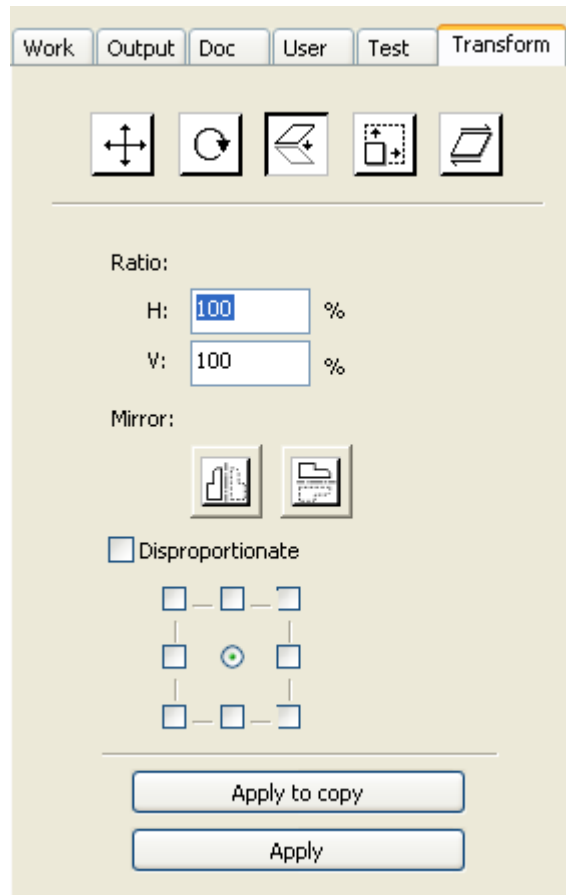 Work Output Doc User Test Transform
Ratio:
H: 100 %
V: 100 %
Mirror:
Disproportionate
Apply to copy
Apply